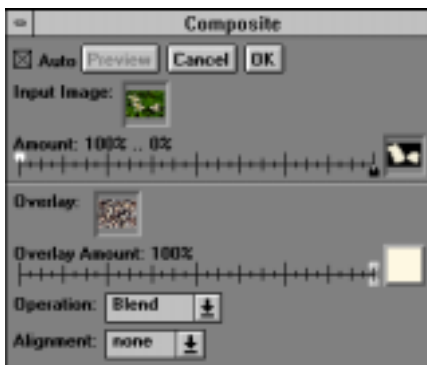 Composite
Auto Preview Cancel OK
Input Image:
Amount: 100% .. 0%
Overlay:
Overlay Amount: 100%
Operation: Blend
Alignment: none